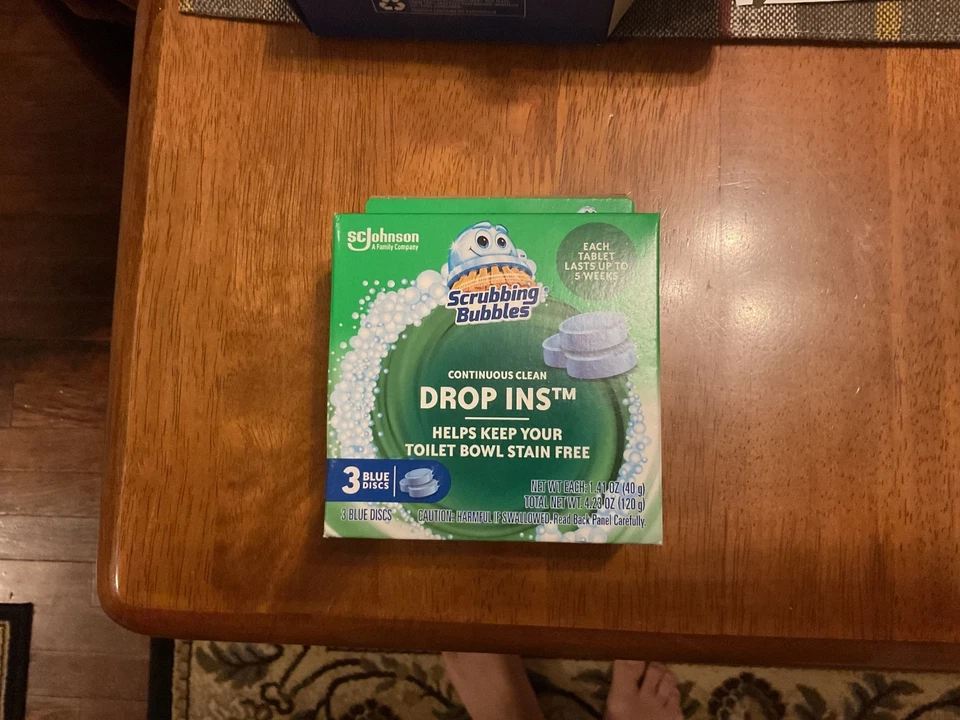 SCJohnson
A Family Company
EACH
TABLET
LASTS UP TO
5 WEEKS
Scrubbing
Bubbles
CONTINUOUS CLEAN
DROP INS™
HELPS KEEP YOUR
TOILET BOWL STAIN FREE
3 BLUE
DISCS
NET WT EACH: 1.41 OZ (40 g)
TOTAL NET WT. 4.23 OZ (120 g)
3 BLUE DISCS
CAUTION: HARMFUL IF SWALLOWED. Read Back Panel Carefully.